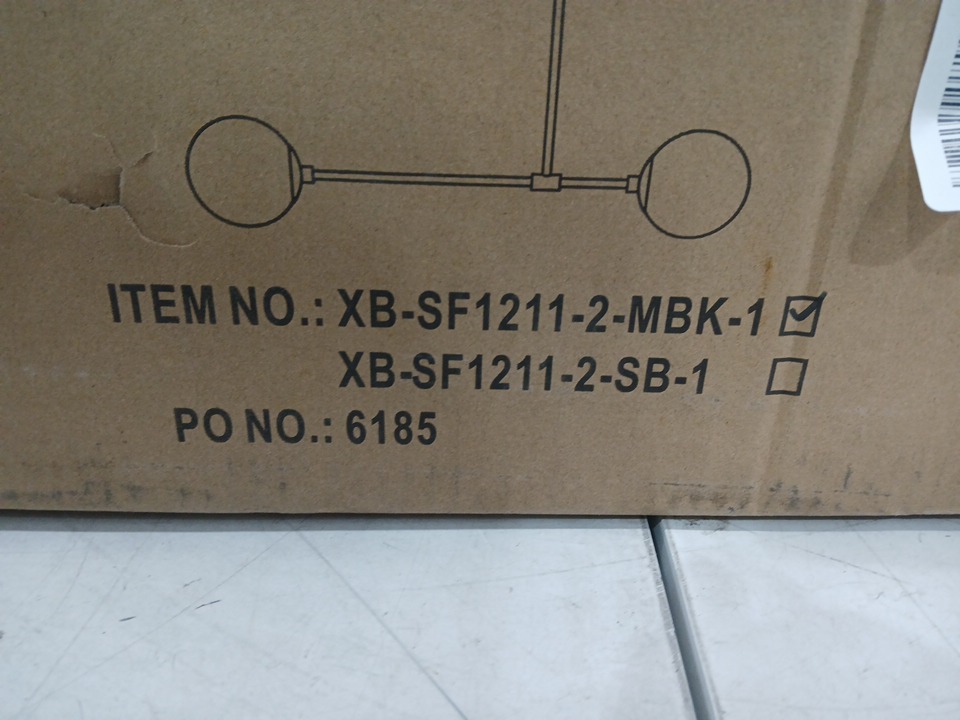 ITEM NO.: XB-SF1211-2-MBK-1 ☑
XB-SF1211-2-SB-1 ☐
PO NO.: 6185